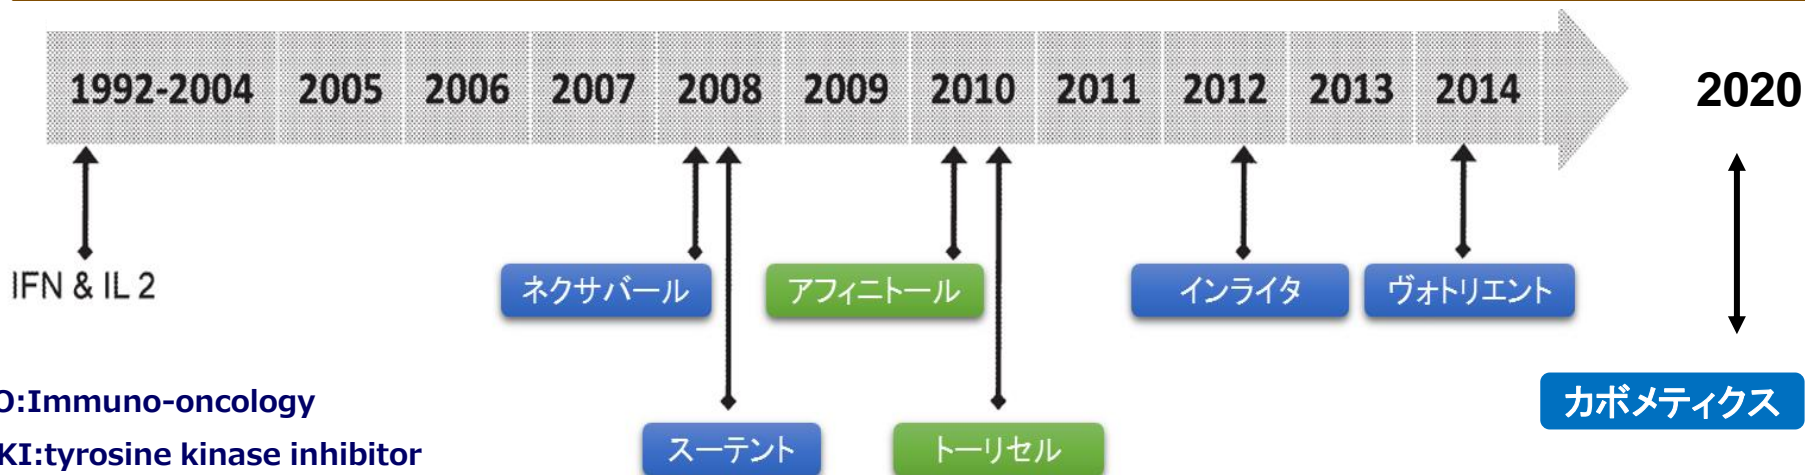 1992-2004 2005 2006 2007 2008 2009 2010 2011 2012 2013 2014 2020
IFN & IL 2
ネクサバール アフィニトール インライタ ヴォトリエント
O:Immuno-oncology
カボメティクス
KI:tyrosine kinase inhibitor
スーテント トーリセル